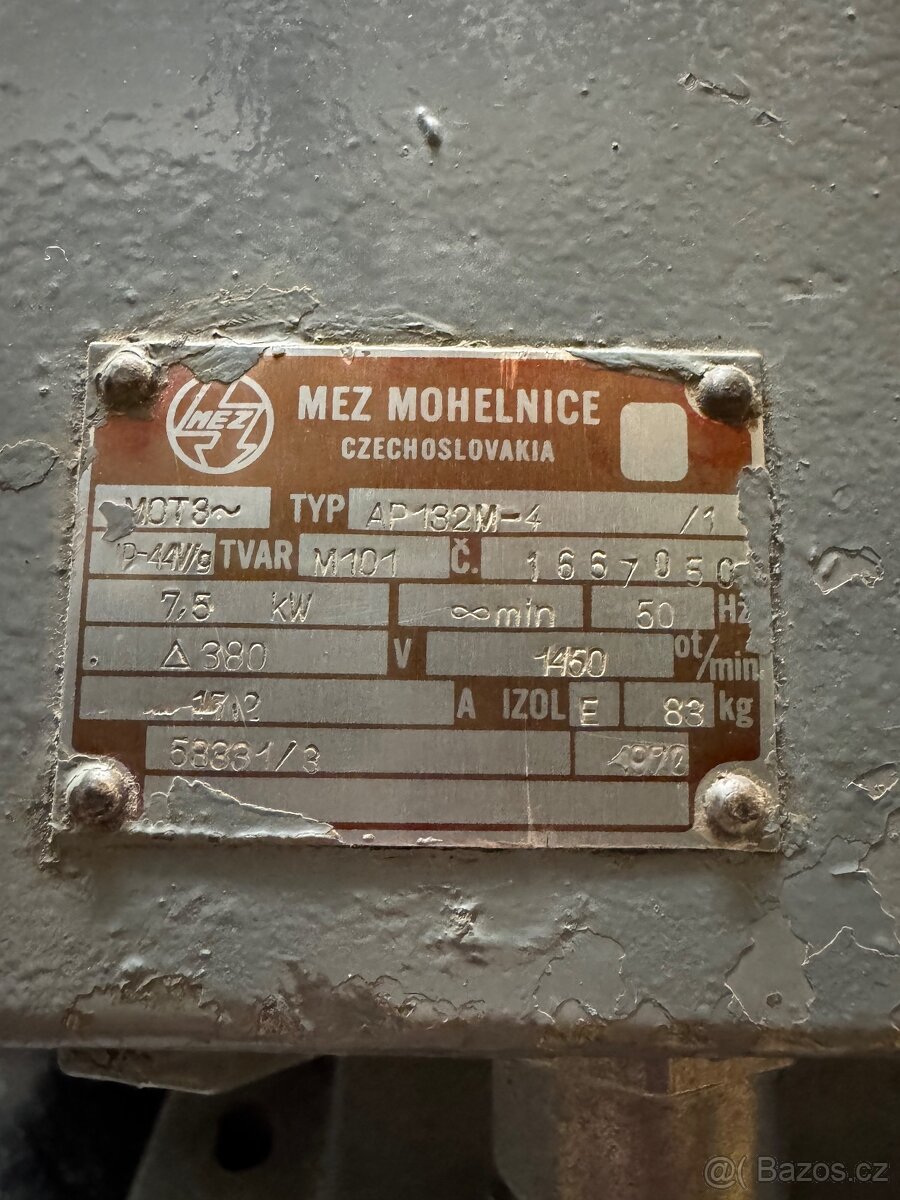 MEZ
MEZ MOHELNICE
CZECHOSLOVAKIA
MOT3~ TYP AP132M-4 /1
IP-44V/g TVAR M101 Č. 1667050
7,5 kW ∞min 50 Hz
Δ 380 V 1450 ot/min
15,2 A IZOL E 83 kg
58331/3 1970
@( Bazos.cz